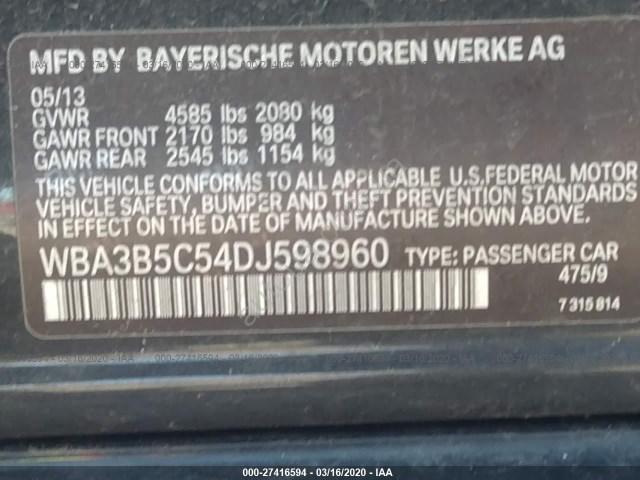 MFD BY BAYERISCHE MOTOREN WERKE AG
05/13
GVWR 4585 lbs 2080 kg
GAWR FRONT 2170 lbs 984 kg
GAWR REAR 2545 lbs 1154 kg
THIS VEHICLE CONFORMS TO ALL APPLICABLE U.S.FEDERAL MOTOR
VEHICLE SAFETY, BUMPER AND THEFT PREVENTION STANDARDS
IN EFFECT ON THE DATE OF MANUFACTURE SHOWN ABOVE.
WBA3B5C54DJ598960 TYPE: PASSENGER CAR
475/9
7 315 814
000-27416594 - 03/16/2020 - IAA